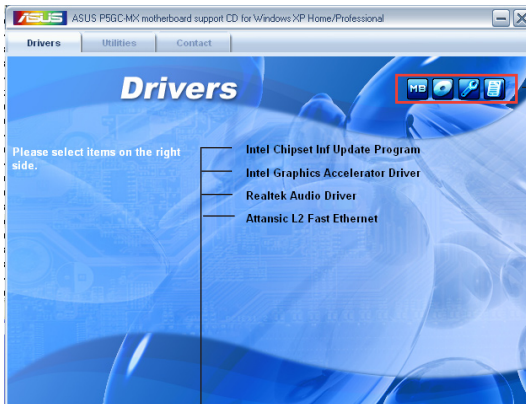 ASUS ASUS P5GC-MX motherboard support CD for Windows XP Home/Professional
Drivers Utilities Contact
Drivers
MB
Please select items on the right
side.
Intel Chipset Inf Update Program
Intel Graphics Accelerator Driver
Realtek Audio Driver
Attansic L2 Fast Ethernet